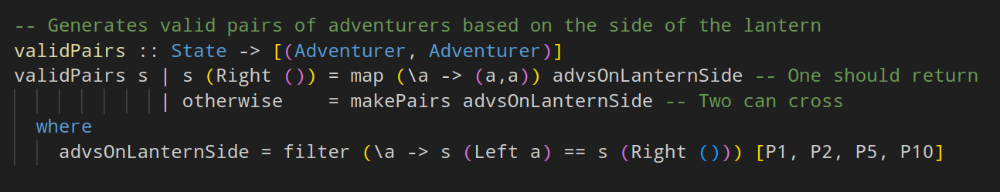 -- Generates valid pairs of adventurers based on the side of the lantern
validPairs :: State -> [(Adventurer, Adventurer)]
validPairs s | s (Right ()) = map (\a -> (a,a)) advsOnLanternSide -- One should return
             | otherwise    = makePairs advsOnLanternSide -- Two can cross
  where
    advsOnLanternSide = filter (\a -> s (Left a) == s (Right ())) [P1, P2, P5, P10]